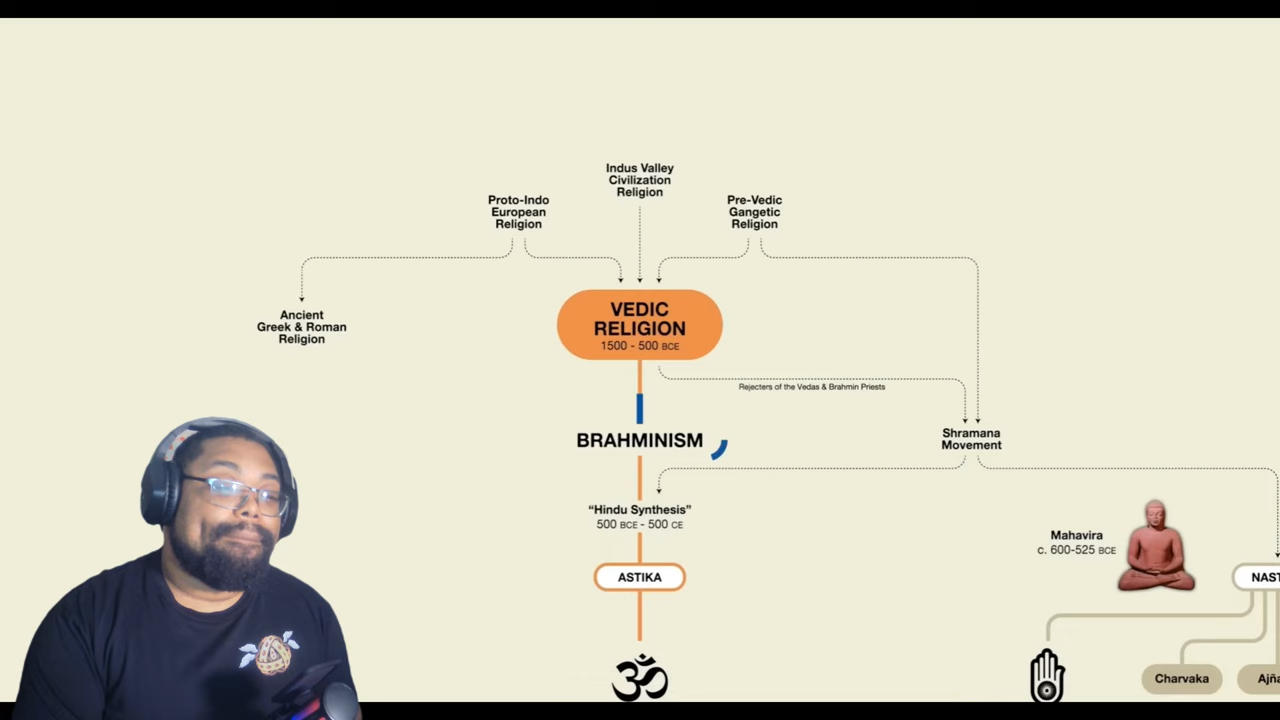 Indus Valley
Civilization
Religion
Proto-Indo
European
Religion
Pre-Vedic
Gangetic
Religion
Ancient
Greek & Roman
Religion
VEDIC
RELIGION
1500 - 500 BCE
Rejecters of the Vedas & Brahmin Priests
BRAHMINISM
Shramana
Movement
"Hindu Synthesis"
500 BCE - 500 CE
Mahavira
c. 600-525 BCE
ASTIKA
NAST
ॐ
Charvaka
Ajña